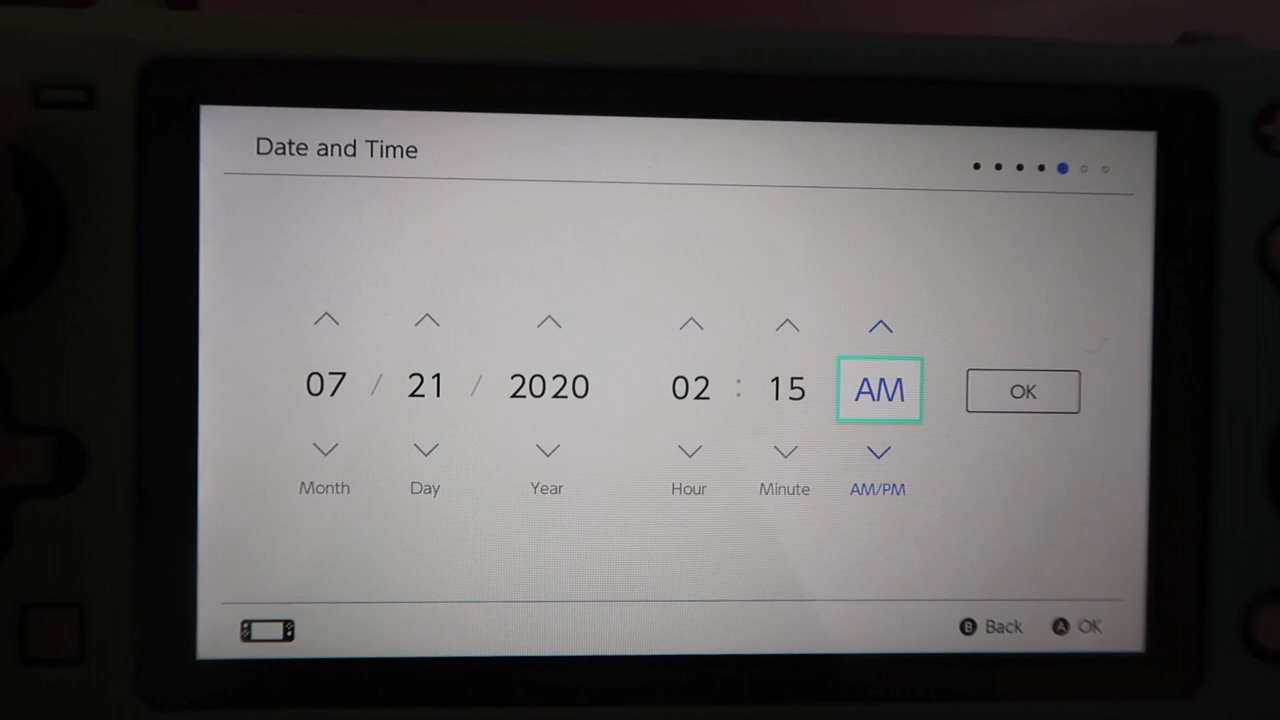 Date and Time
07 / 21 / 2020 02 : 15 AM OK
Month Day Year Hour Minute AM/PM
B Back A OK